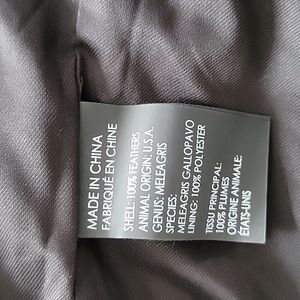 MADE IN CHINA
FABRIQUÉ EN CHINE
SHELL: 100% FEATHERS
ANIMAL ORIGIN: U.S.A.
GENUS: MELEAGRIS
SPECIES:
MELEAGRIS GALLOPAVO
LINING: 100% POLYESTER
TISSU PRINCIPAL:
100% PLUMES
ORIGINE ANIMALE:
ÉTATS-UNIS